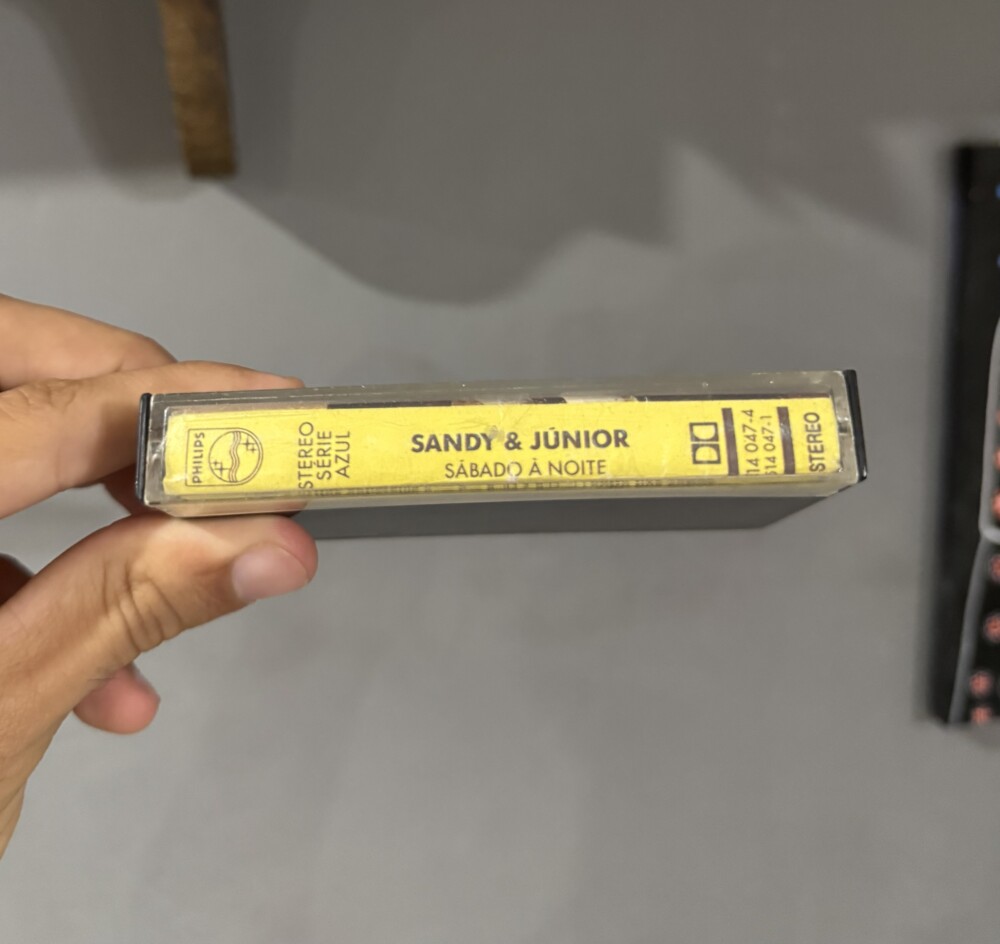 PHILIPS
STEREO
SÉRIE
AZUL
SANDY & JÚNIOR
SÁBADO À NOITE
14 047-4
14 047-1
STEREO